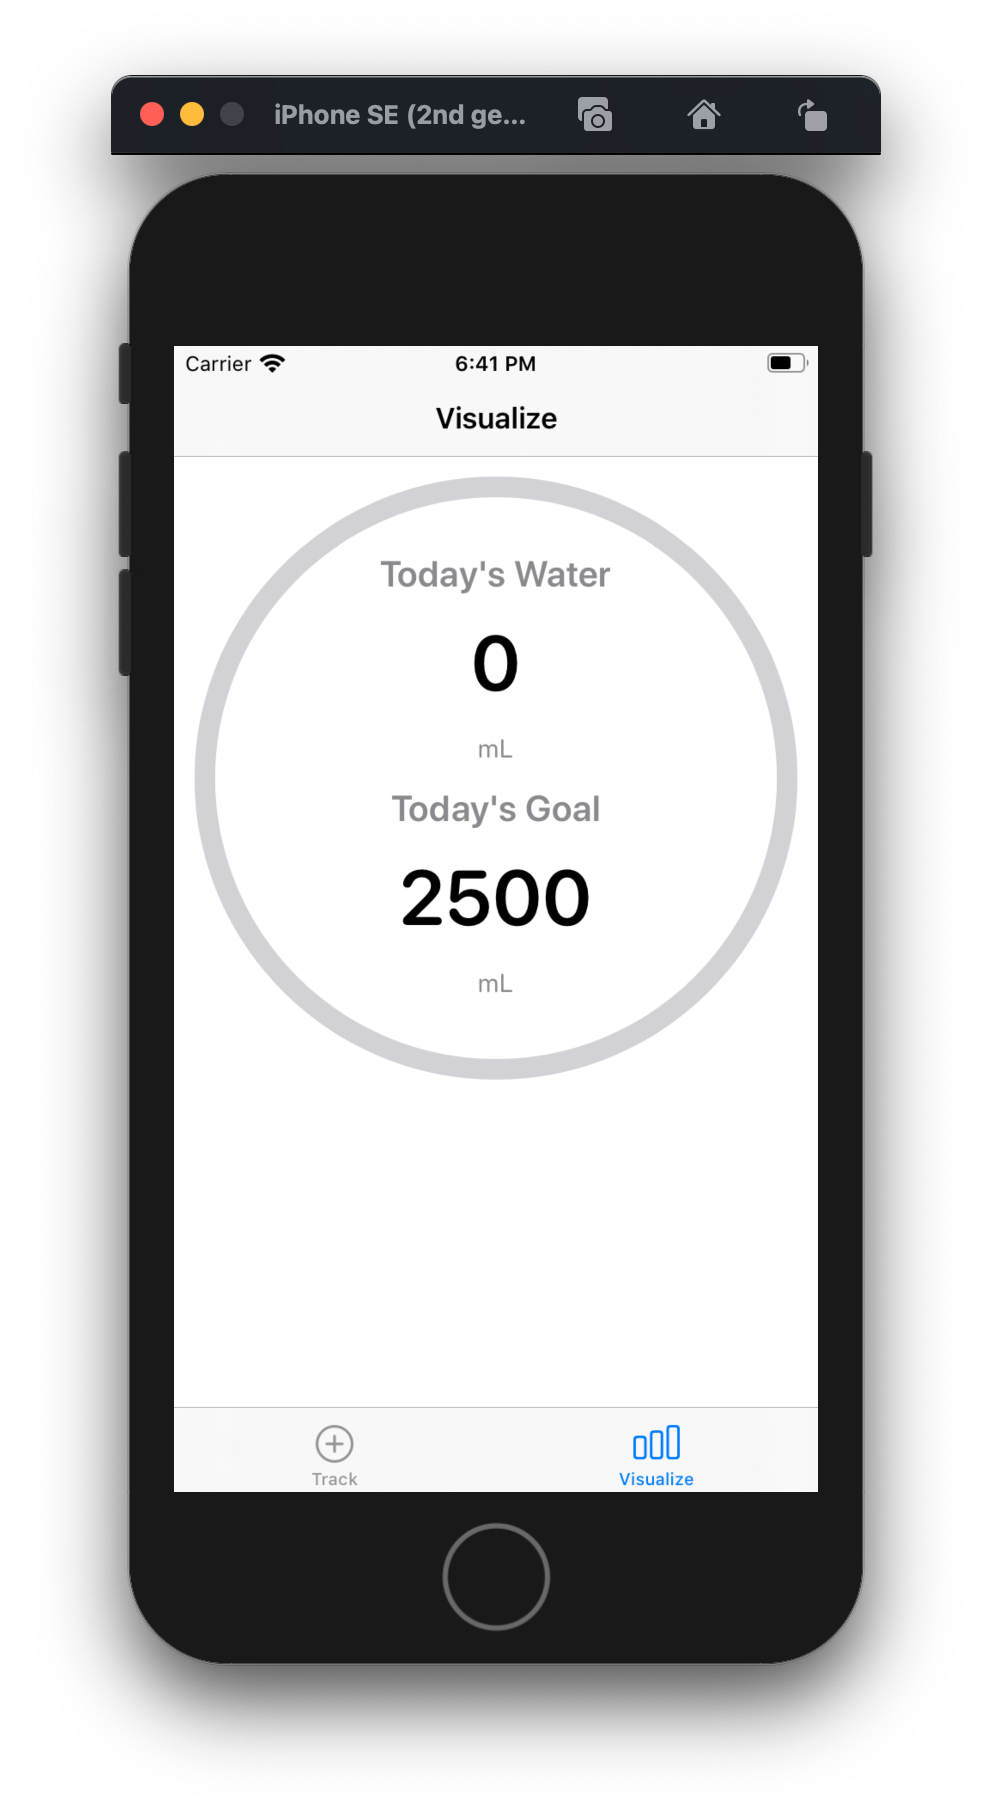 iPhone SE (2nd ge...
Carrier 6:41 PM
Visualize
Today's Water
0
mL
Today's Goal
2500
mL
Track Visualize